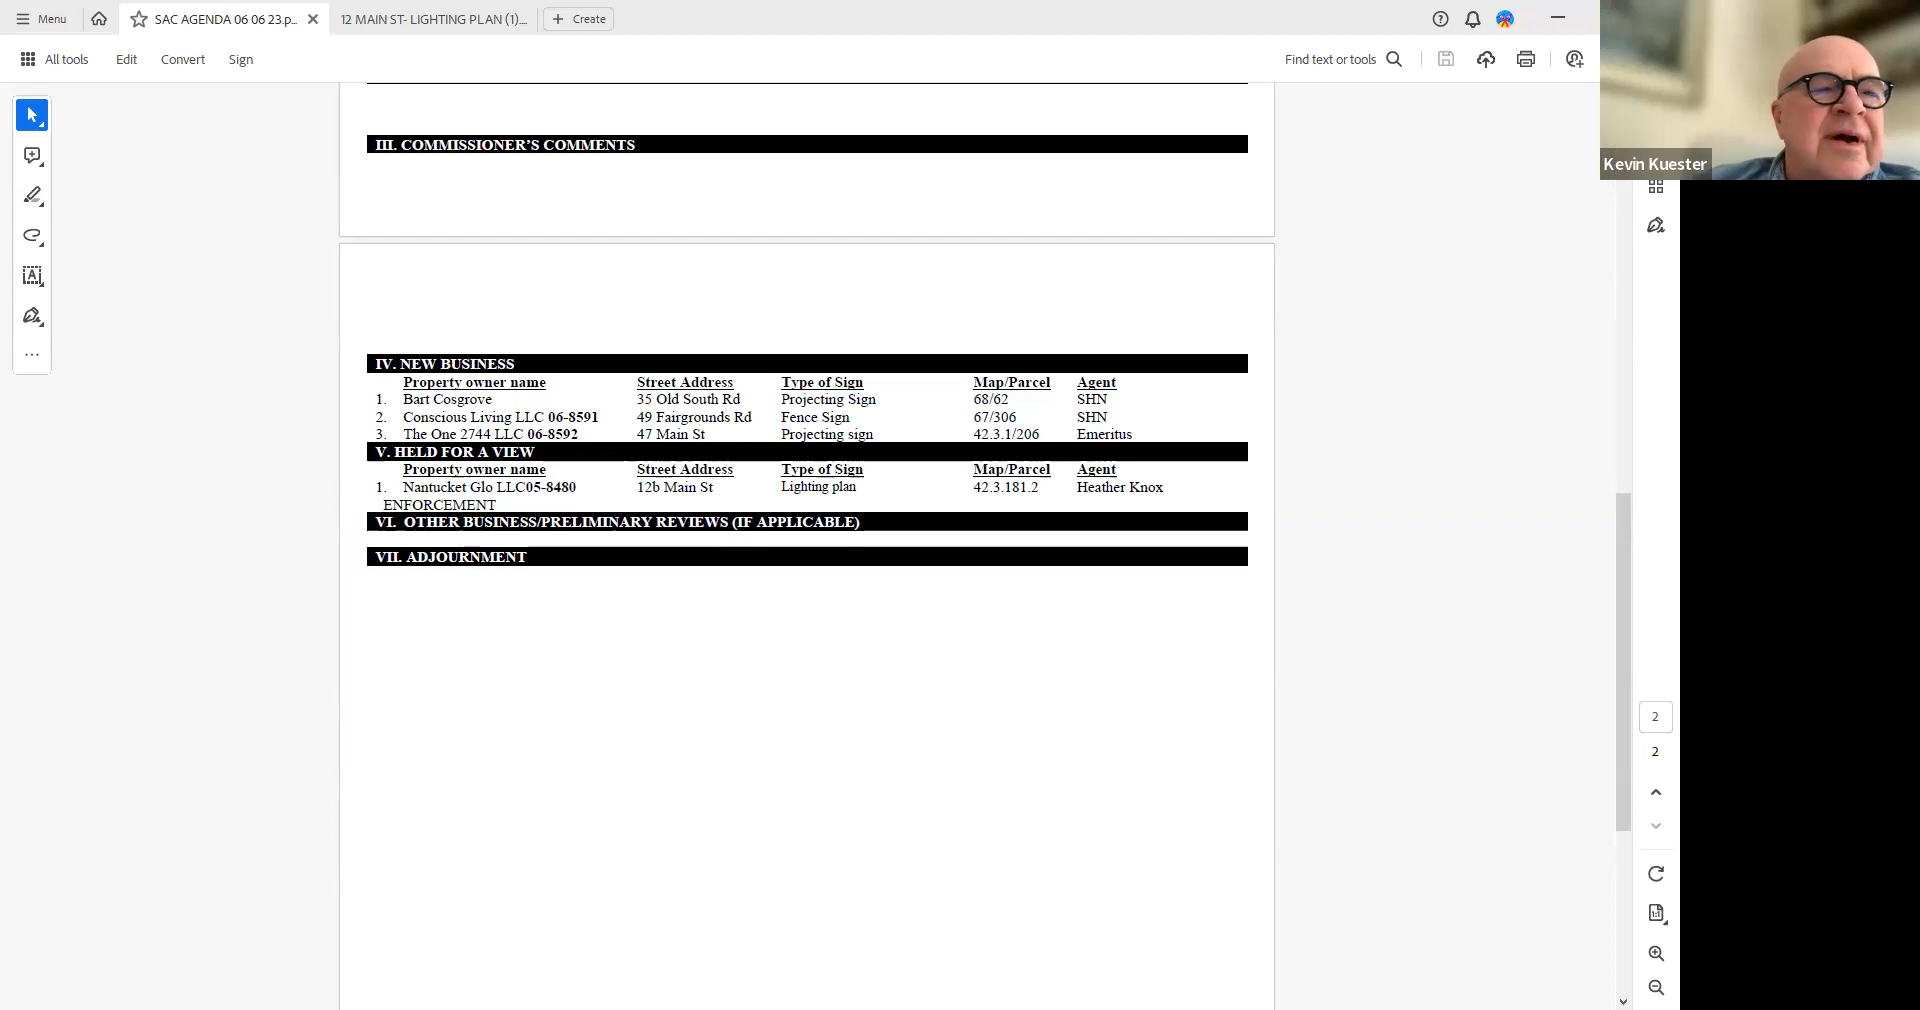 Menu
SAC AGENDA 06 06 23.p...
12 MAIN ST- LIGHTING PLAN (1)....
Create
All tools
Edit
Convert
Sign
Find text or tools
Kevin Kuester
III. COMMISSIONER'S COMMENTS
IV. NEW BUSINESS
Property owner name Street Address Type of Sign Map/Parcel Agent
1. Bart Cosgrove 35 Old South Rd Projecting Sign 68/62 SHN
2. Conscious Living LLC 06-8591 49 Fairgrounds Rd Fence Sign 67/306 SHN
3. The One 2744 LLC 06-8592 47 Main St Projecting sign 42.3.1/206 Emeritus
V. HELD FOR A VIEW
Property owner name Street Address Type of Sign Map/Parcel Agent
1. Nantucket Glo LLC05-8480 12b Main St Lighting plan 42.3.181.2 Heather Knox
ENFORCEMENT
VI. OTHER BUSINESS/PRELIMINARY REVIEWS (IF APPLICABLE)
VII. ADJOURNMENT
2
2
1:1